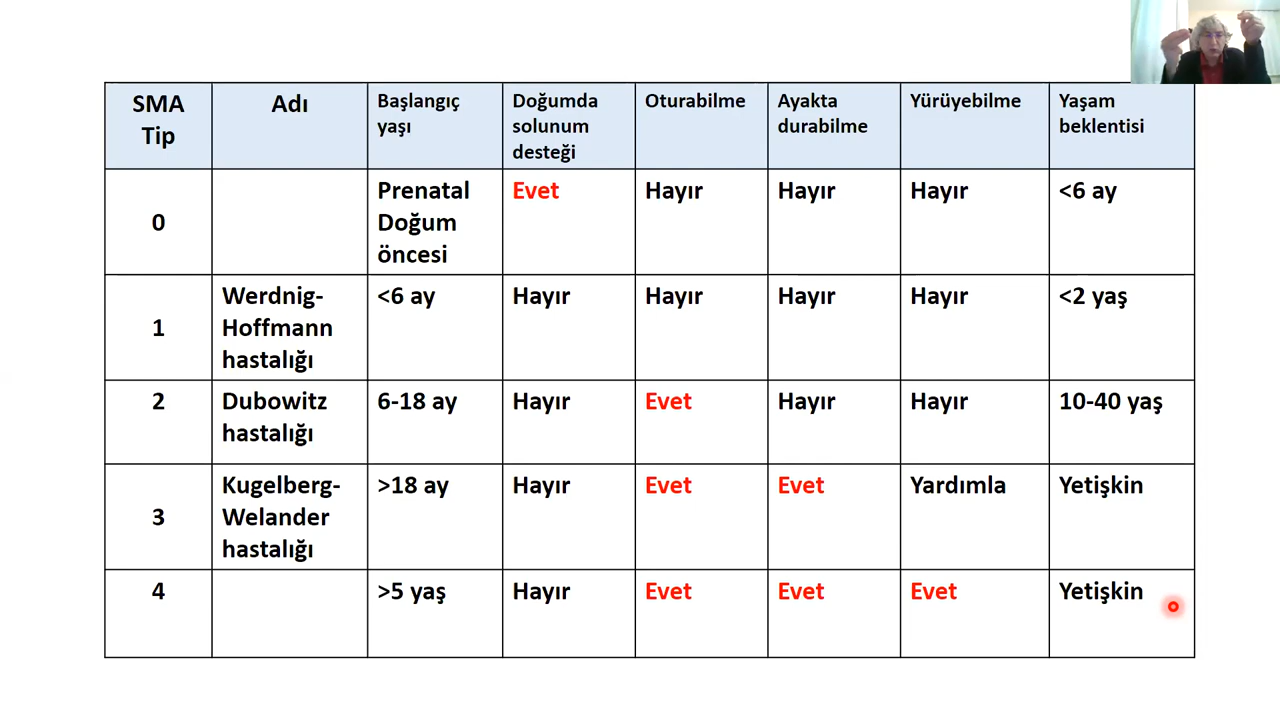 SMA
Tip
Adı
Başlangıç
yaşı
Doğumda
solunum
desteği
Oturabilme
Ayakta
durabilme
Yürüyebilme
Yaşam
beklentisi
0
Prenatal
Doğum
öncesi
Evet
Hayır
Hayır
Hayır
<6 ay
1
Werdnig-
Hoffmann
hastalığı
<6 ay
Hayır
Hayır
Hayır
Hayır
<2 yaş
2
Dubowitz
hastalığı
6-18 ay
Hayır
Evet
Hayır
Hayır
10-40 yaş
3
Kugelberg-
Welander
hastalığı
>18 ay
Hayır
Evet
Evet
Yardımla
Yetişkin
4
>5 yaş
Hayır
Evet
Evet
Evet
Yetişkin